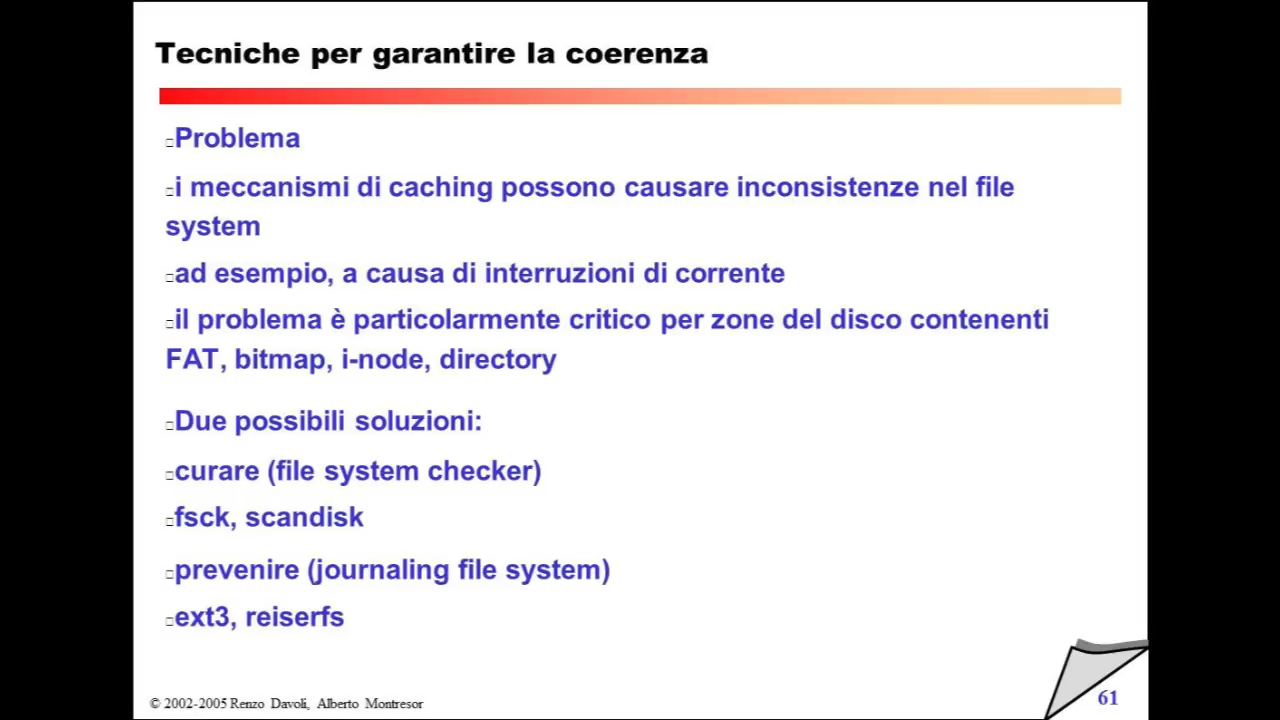 Tecniche per garantire la coerenza
Problema
i meccanismi di caching possono causare inconsistenze nel file
system
ad esempio, a causa di interruzioni di corrente
il problema è particolarmente critico per zone del disco contenenti
FAT, bitmap, i-node, directory
Due possibili soluzioni:
curare (file system checker)
fsck, scandisk
prevenire (journaling file system)
ext3, reiserfs
© 2002-2005 Renzo Davoli, Alberto Montresor
61